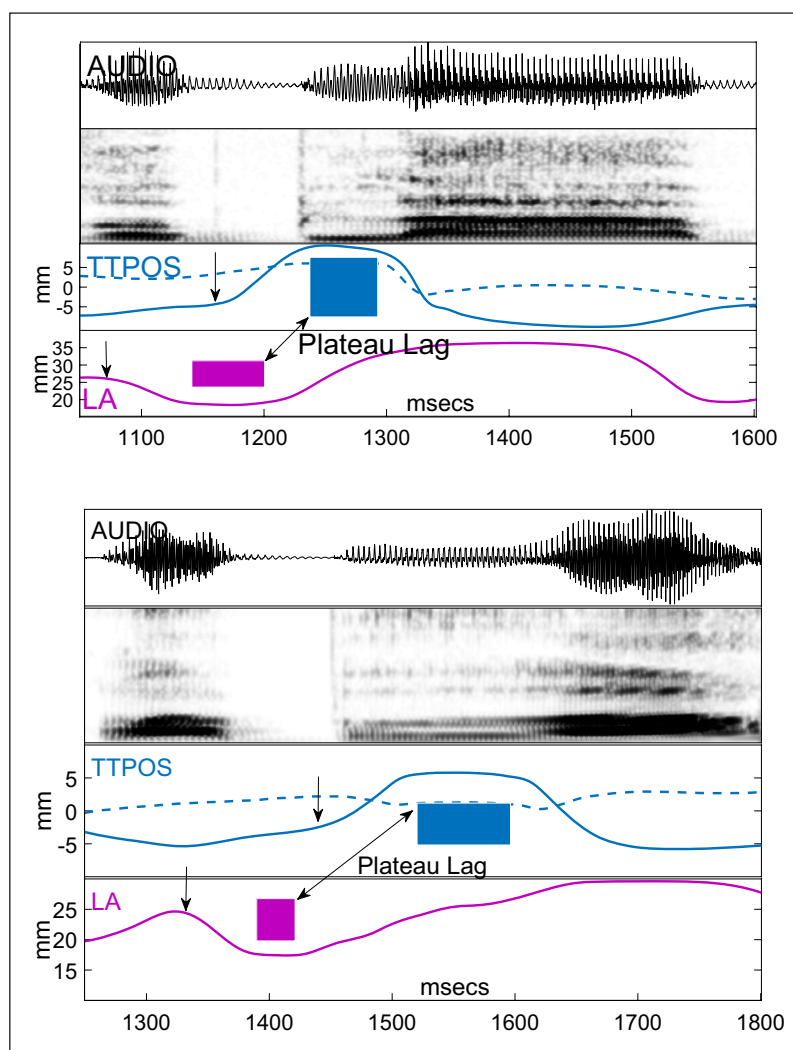 AUDIO
TTPOS
mm
5
0
-5
Plateau Lag
mm
35
30
25
20
LA
msecs
1100 1200 1300 1400 1500 1600
AUDIO
TTPOS
mm
5
0
-5
Plateau Lag
LA
mm
25
20
15
msecs
1300 1400 1500 1600 1700 1800